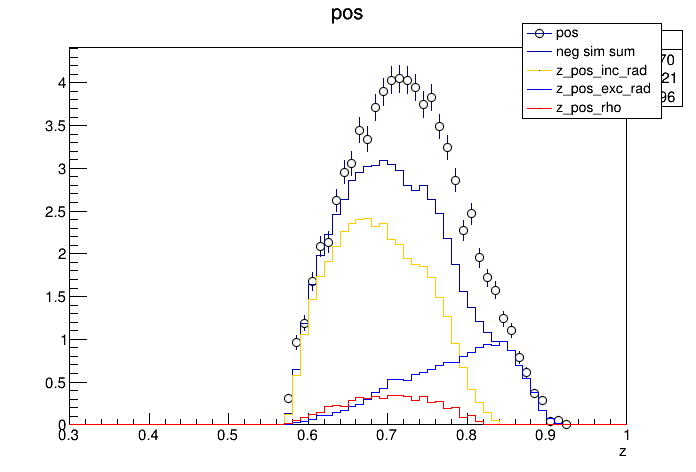 pos
pos
neg sim sum
z_pos_inc_rad
z_pos_exc_rad
z_pos_rho
70
21
96
4
3.5
3
2.5
2
1.5
1
0.5
0
0.3 0.4 0.5 0.6 0.7 0.8 0.9 1
z